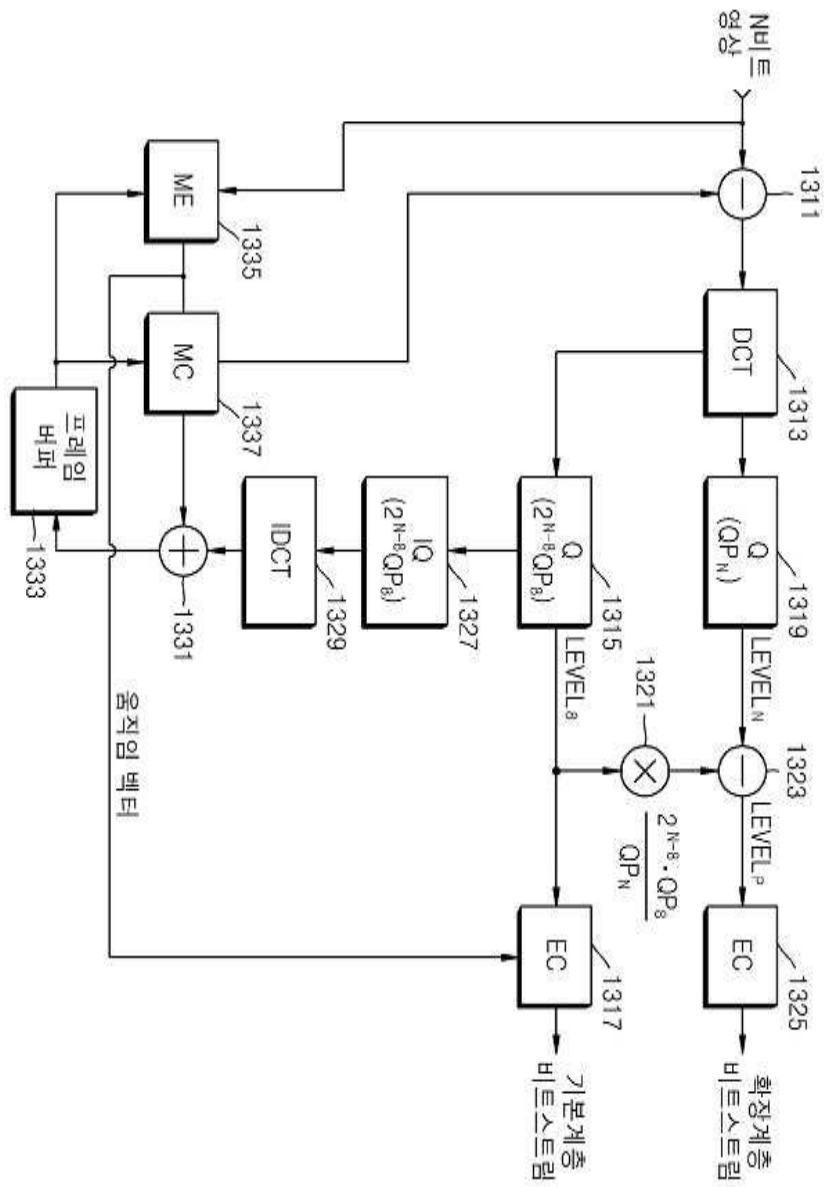 N비트
영상
1311
DCT
1313
Q
(QP_N)
1319
LEVEL_N
1323
LEVEL_P
EC
1325
확장계층
비트스트림
1321
2^{N-8}·QP_8
QP_N
Q
(2^{N-8}QP_8)
1315
LEVEL_8
EC
1317
기본계층
비트스트림
IQ
(2^{N-8}QP_8)
1327
IDCT
1329
1331
ME
1335
MC
1337
프레임
버퍼
1333
움직임 벡터